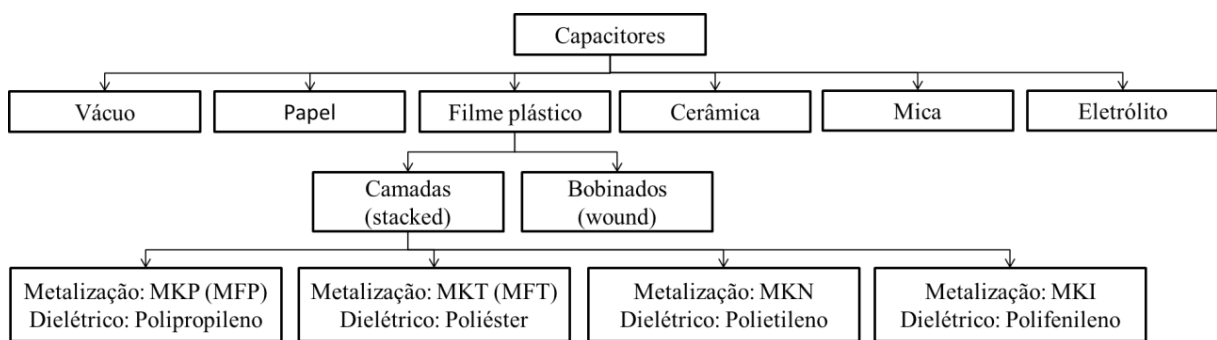 Capacitores
Vácuo
Papel
Filme plástico
Cerâmica
Mica
Eletrólito
Camadas
(stacked)
Bobinados
(wound)
Metalização: MKP (MFP)
Dielétrico: Polipropileno
Metalização: MKT (MFT)
Dielétrico: Poliéster
Metalização: MKN
Dielétrico: Polietileno
Metalização: MKI
Dielétrico: Polifenileno